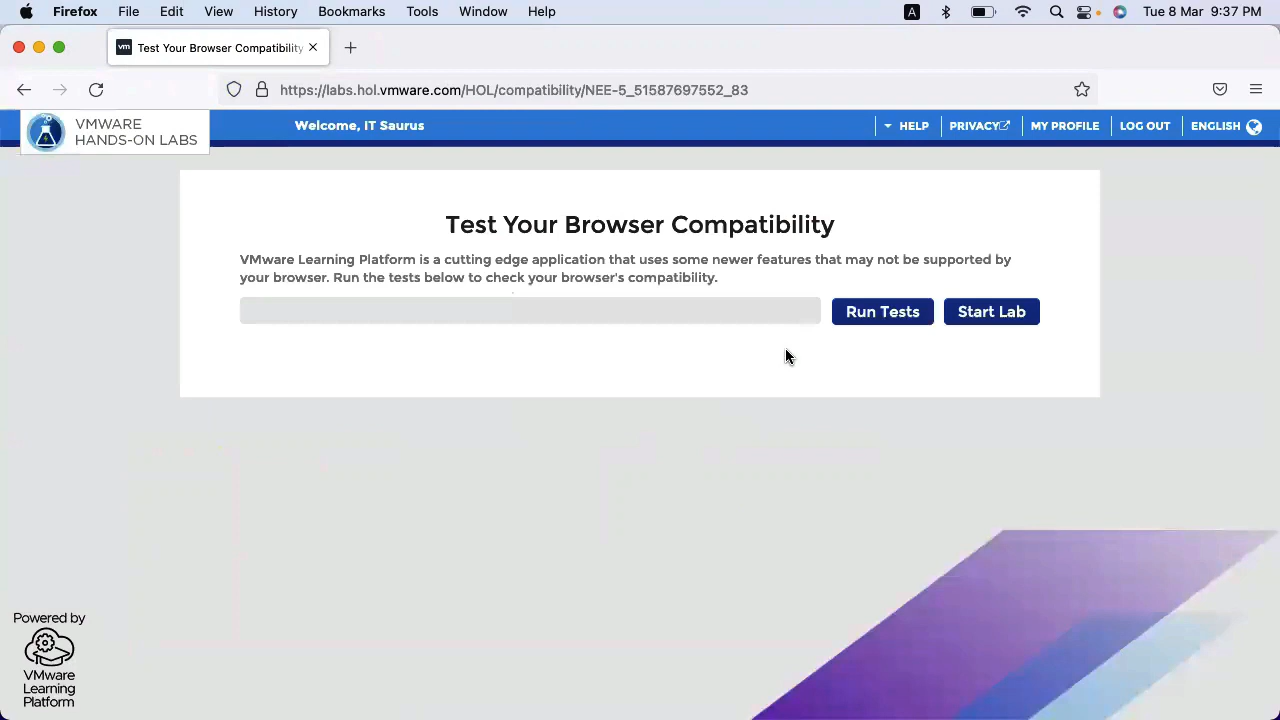 Firefox File Edit View History Bookmarks Tools Window Help A Tue 8 Mar 9:37 PM
vm Test Your Browser Compatibility
https://labs.hol.vmware.com/HOL/compatibility/NEE-5_51587697552_83
VMWARE
HANDS-ON LABS
Welcome, IT Saurus
HELP PRIVACY MY PROFILE LOG OUT ENGLISH
Test Your Browser Compatibility
VMware Learning Platform is a cutting edge application that uses some newer features that may not be supported by
your browser. Run the tests below to check your browser's compatibility.
Run Tests Start Lab
Powered by
VMware
Learning
Platform